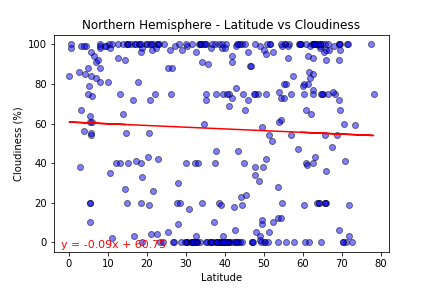 Northern Hemisphere - Latitude vs Cloudiness
100
80
60
40
20
0
Cloudiness (%)
y = -0.09x + 60.75
0 10 20 30 40 50 60 70 80
Latitude